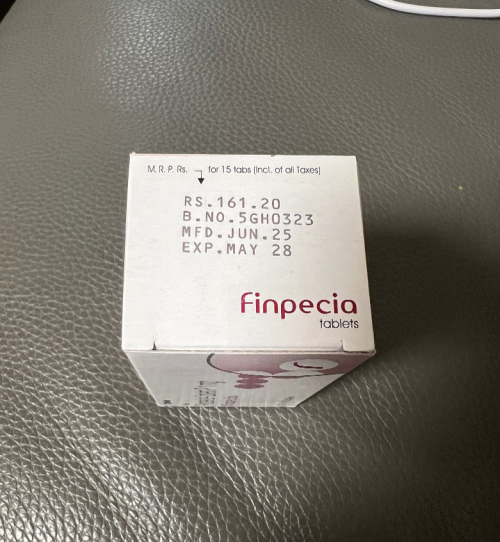 M. R. P. Rs. for 15 tabs (Incl. of all Taxes)
RS.161.20
B.NO.5GH0323
MFD.JUN.25
EXP.MAY 28
Finpecia
tablets